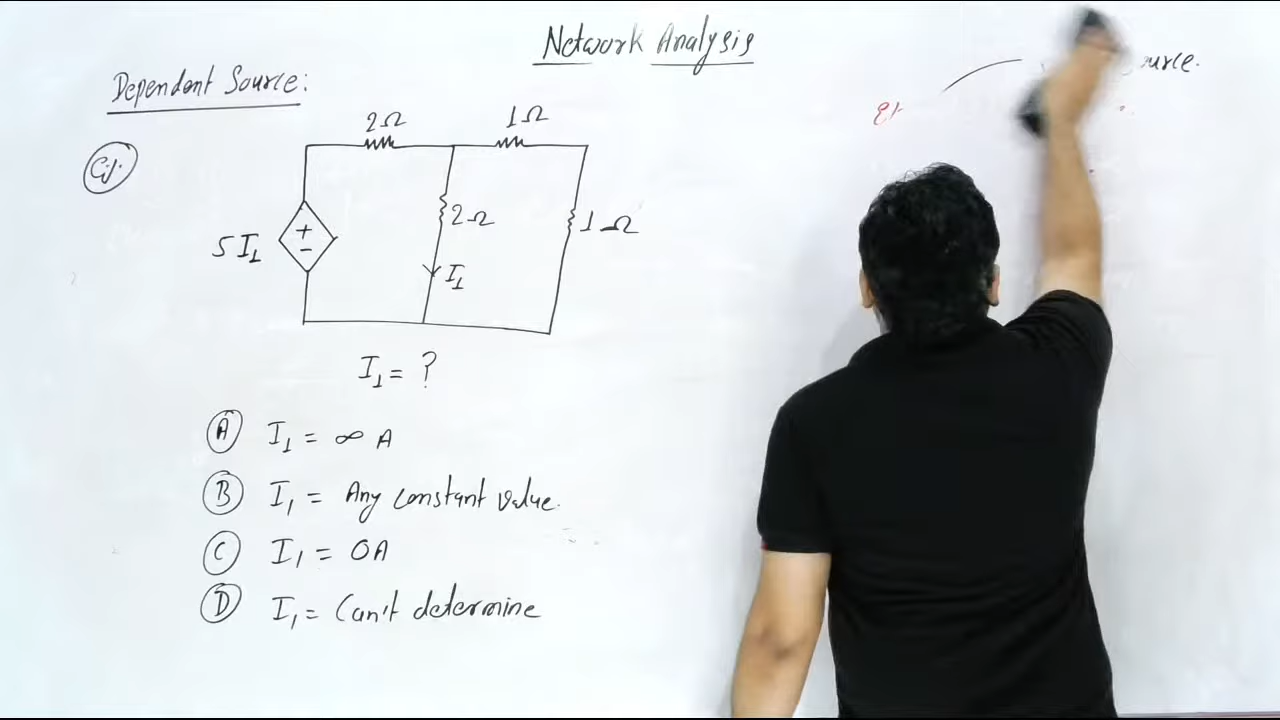 Network Analysis
Dependent Source:
2Ω
1Ω
+
-
5I₁
2Ω
1Ω
I₁
I₁ = ?
A I₁ = ∞ A
B I₁ = Any constant value.
C I₁ = 0A
D I₁ = Can't determine